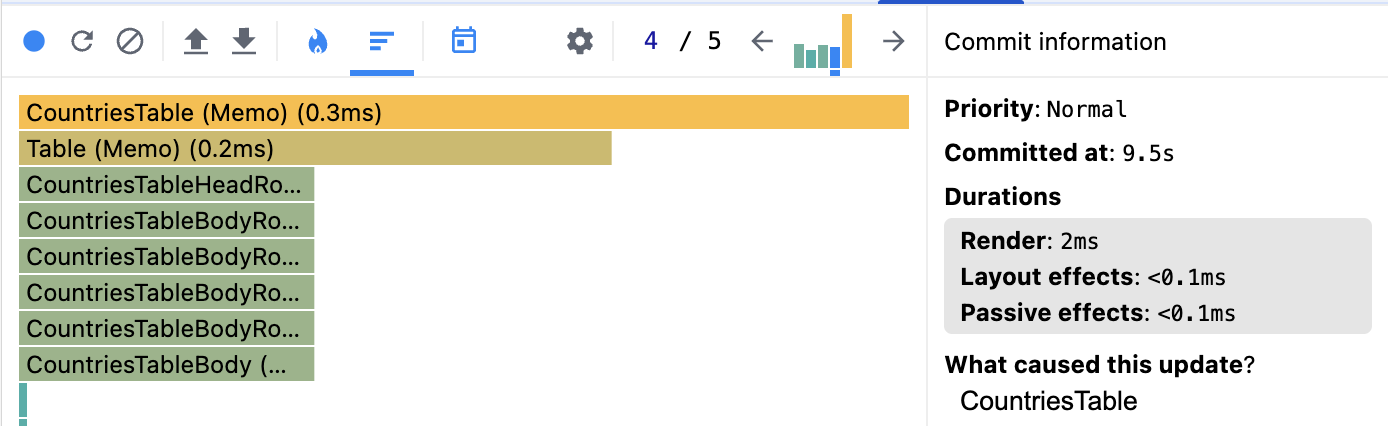 4 / 5
Commit information
CountriesTable (Memo) (0.3ms)
Table (Memo) (0.2ms)
CountriesTableHeadRo...
CountriesTableBodyRo...
CountriesTableBodyRo...
CountriesTableBodyRo...
CountriesTableBodyRo...
CountriesTableBody (...
Priority: Normal
Committed at: 9.5s
Durations
Render: 2ms
Layout effects: <0.1ms
Passive effects: <0.1ms
What caused this update?
CountriesTable